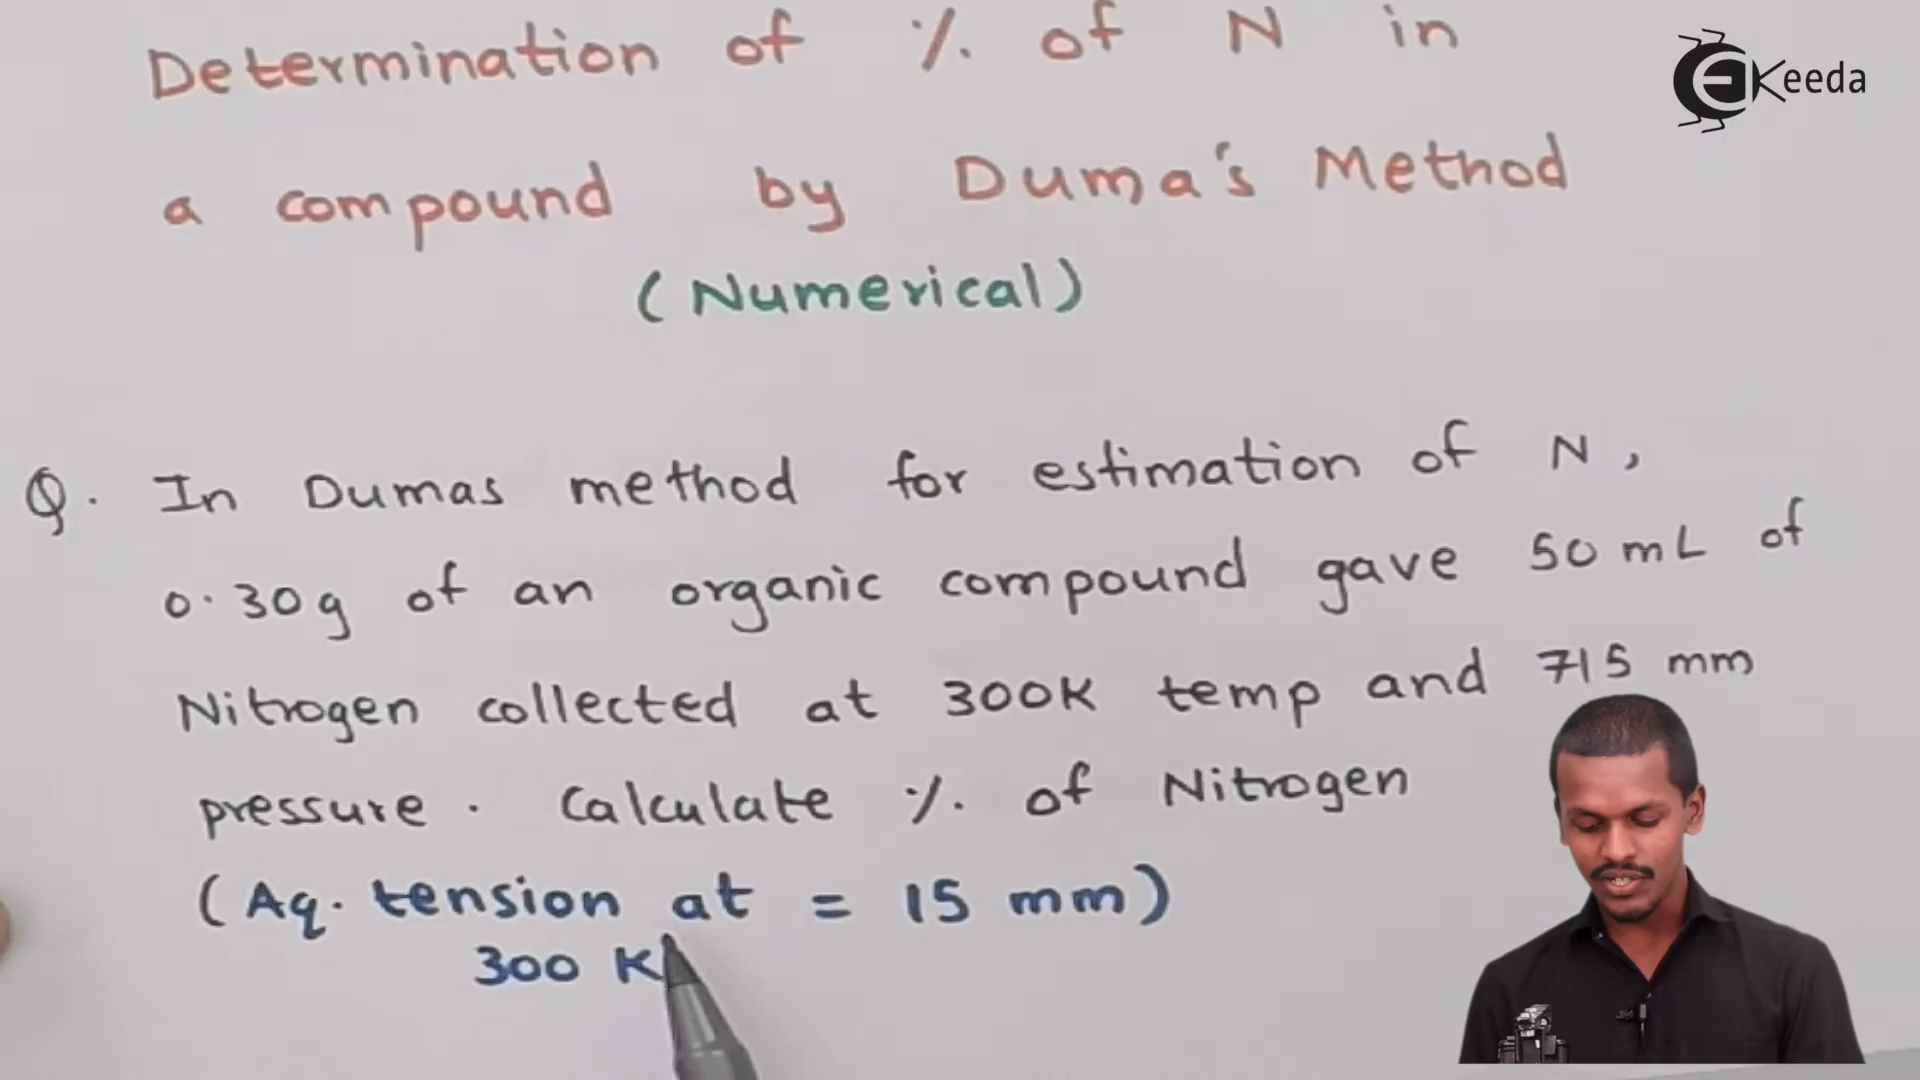 Determination of % of N in
a compound by Duma's Method
(Numerical)
Q. In Dumas method for estimation of N,
0.30g of an organic compound gave 50 mL of
Nitrogen collected at 300K temp and 715 mm
pressure. Calculate % of Nitrogen
(Aq. tension at = 15 mm)
300 K
eKeeda